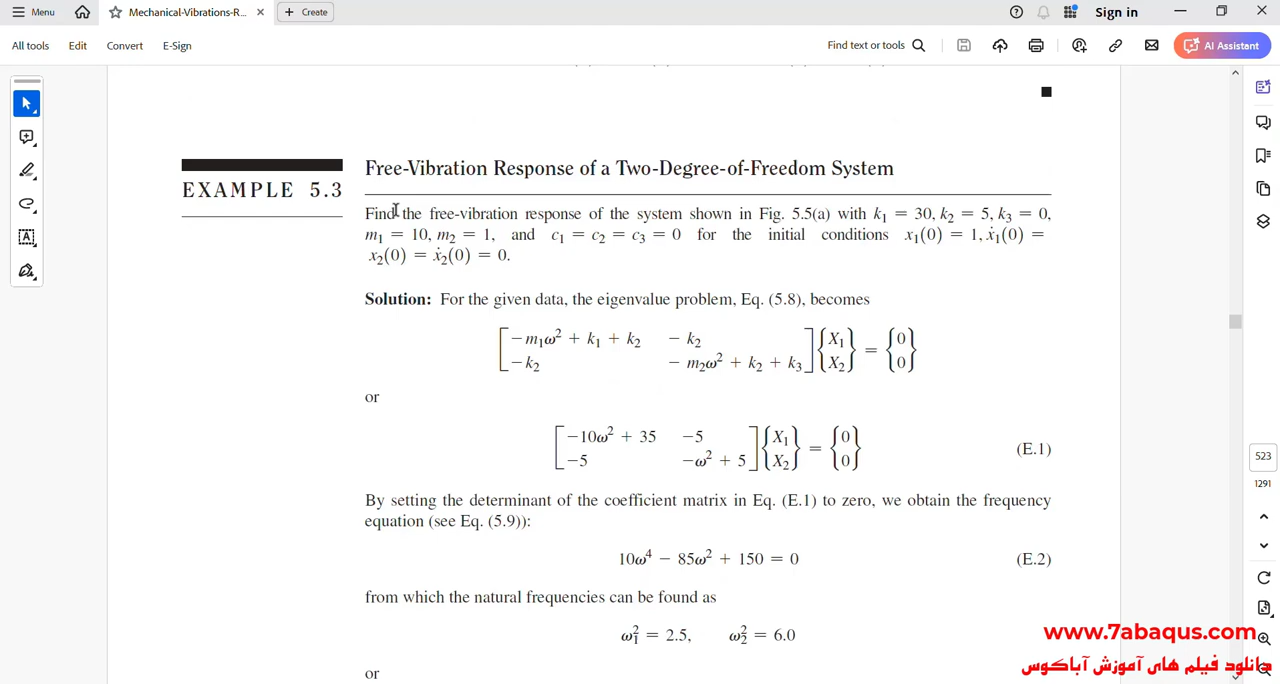 Menu
Mechanical-Vibrations-R...
Create
Sign in
All tools Edit Convert E-Sign
Find text or tools
AI Assistant
EXAMPLE 5.3
Free-Vibration Response of a Two-Degree-of-Freedom System
Find the free-vibration response of the system shown in Fig. 5.5(a) with k₁ = 30, k₂ = 5, k₃ = 0,
m₁ = 10, m₂ = 1, and c₁ = c₂ = c₃ = 0 for the initial conditions x₁(0) = 1, ẋ₁(0) =
x₂(0) = ẋ₂(0) = 0.
Solution: For the given data, the eigenvalue problem, Eq. (5.8), becomes
[ −m₁ω² + k₁ + k₂   − k₂ ] {X₁} = {0}
[ −k₂   − m₂ω² + k₂ + k₃ ] {X₂} {0}
or
[ −10ω² + 35   −5 ] {X₁} = {0}
[ −5   −ω² + 5 ] {X₂} {0}
(E.1)
By setting the determinant of the coefficient matrix in Eq. (E.1) to zero, we obtain the frequency
equation (see Eq. (5.9)):
10ω⁴ − 85ω² + 150 = 0 (E.2)
from which the natural frequencies can be found as
ω₁² = 2.5, ω₂² = 6.0
or
523
1291
www.7abaqus.com
دانلود فیلم های آموزش آباکوس